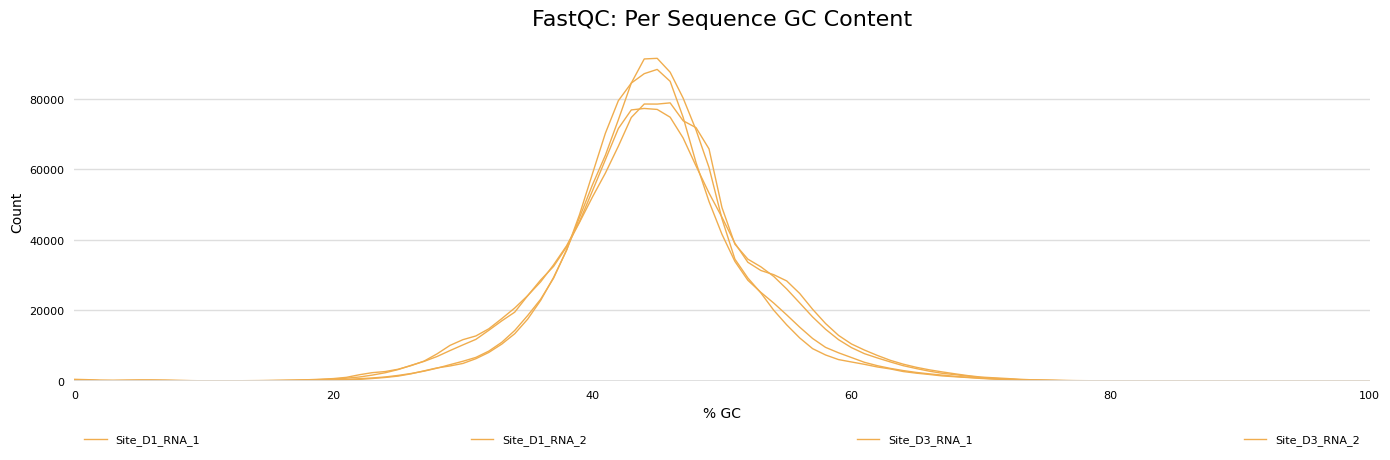 FastQC: Per Sequence GC Content
Count
80000
60000
40000
20000
0
0 20 40 60 80 100
% GC
Site_D1_RNA_1 Site_D1_RNA_2 Site_D3_RNA_1 Site_D3_RNA_2